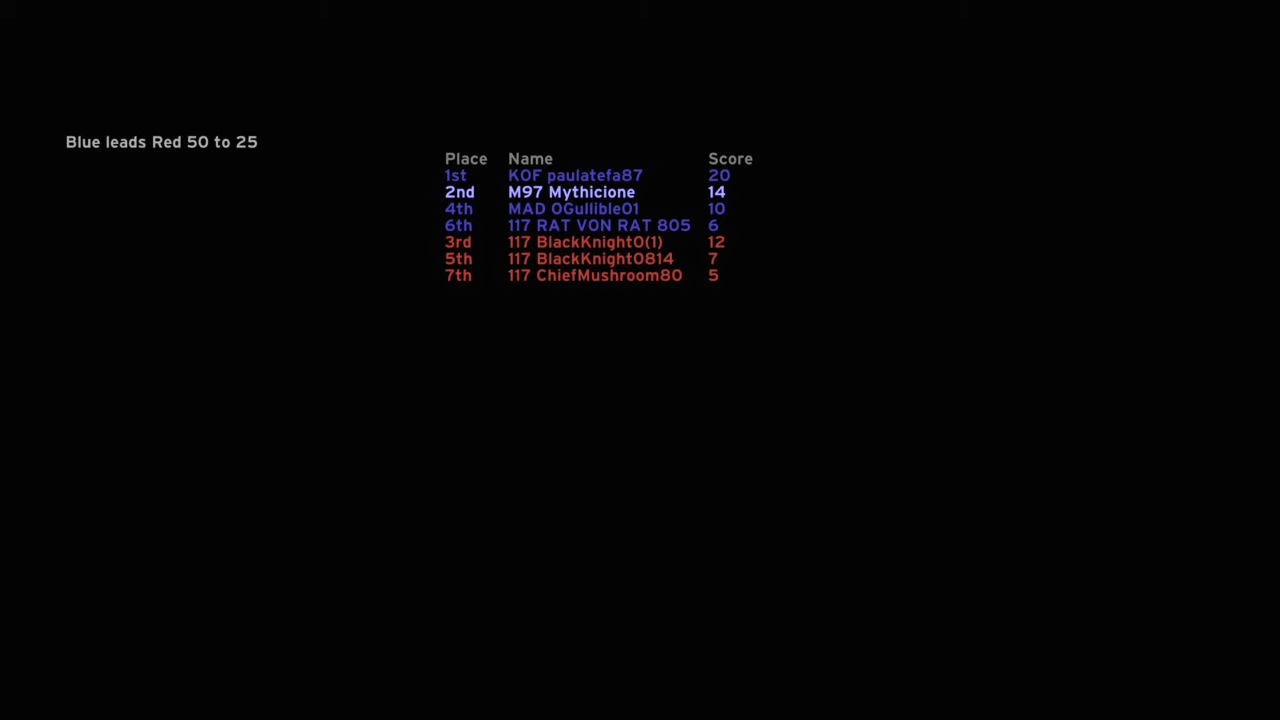 Blue leads Red 50 to 25
Place Name Score
1st KOF paulatefa87 20
2nd M97 Mythicione 14
4th MAD OGullible01 10
6th 117 RAT VON RAT 805 6
3rd 117 BlackKnight0(1) 12
5th 117 BlackKnight0814 7
7th 117 ChiefMushroom80 5